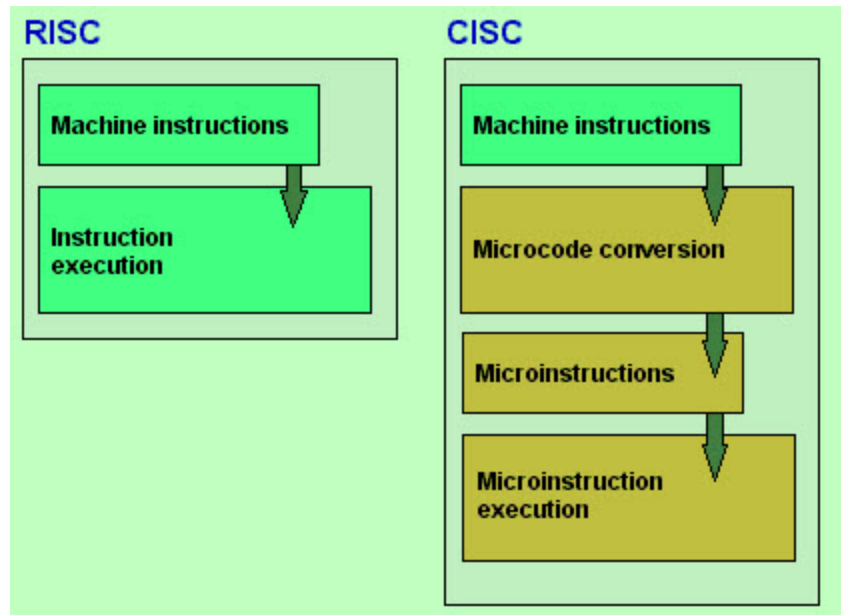 RISC
Machine instructions
Instruction
execution
CISC
Machine instructions
Microcode conversion
Microinstructions
Microinstruction
execution